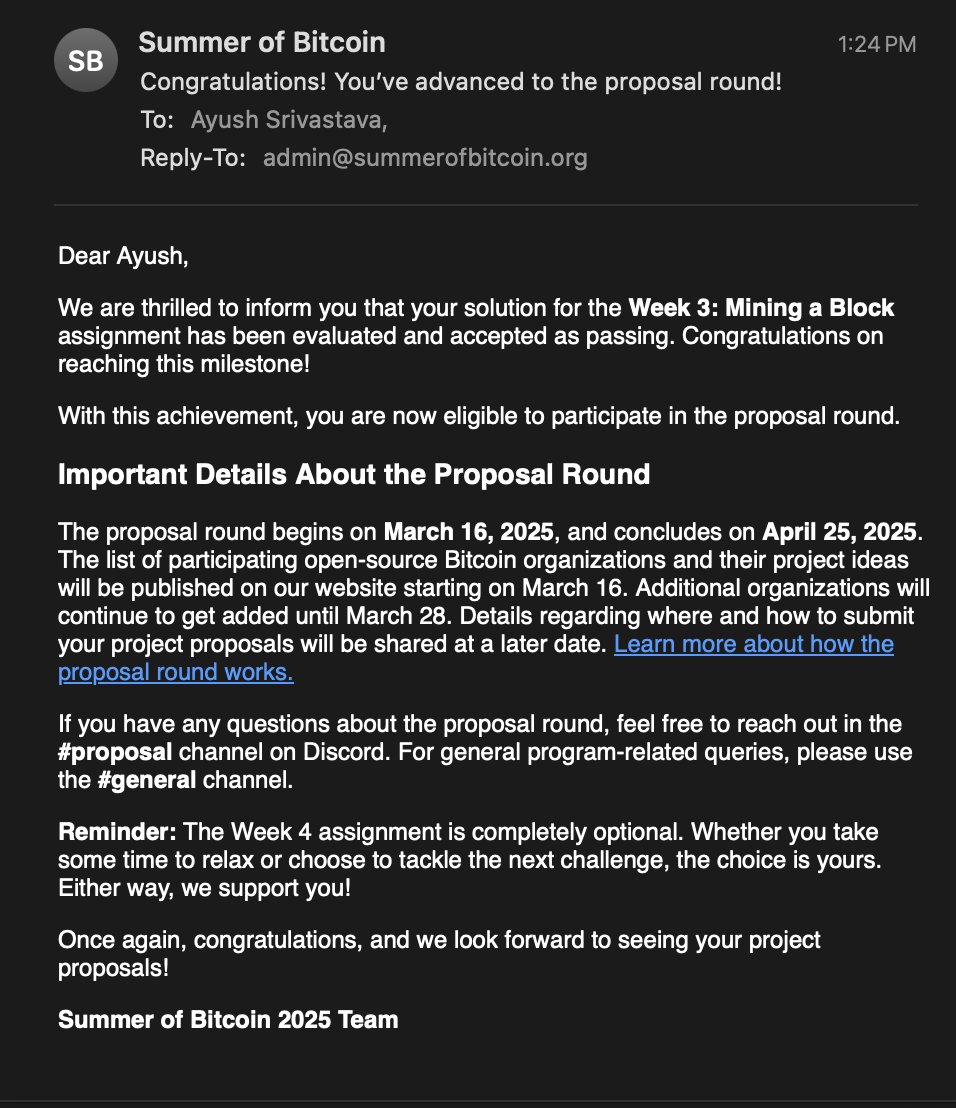 SB
Summer of Bitcoin
1:24 PM
Congratulations! You've advanced to the proposal round!
To: Ayush Srivastava,
Reply-To: admin@summerofbitcoin.org
Dear Ayush,
We are thrilled to inform you that your solution for the Week 3: Mining a Block
assignment has been evaluated and accepted as passing. Congratulations on
reaching this milestone!
With this achievement, you are now eligible to participate in the proposal round.
Important Details About the Proposal Round
The proposal round begins on March 16, 2025, and concludes on April 25, 2025.
The list of participating open-source Bitcoin organizations and their project ideas
will be published on our website starting on March 16. Additional organizations will
continue to get added until March 28. Details regarding where and how to submit
your project proposals will be shared at a later date. Learn more about how the
proposal round works.
If you have any questions about the proposal round, feel free to reach out in the
#proposal channel on Discord. For general program-related queries, please use
the #general channel.
Reminder: The Week 4 assignment is completely optional. Whether you take
some time to relax or choose to tackle the next challenge, the choice is yours.
Either way, we support you!
Once again, congratulations, and we look forward to seeing your project
proposals!
Summer of Bitcoin 2025 Team